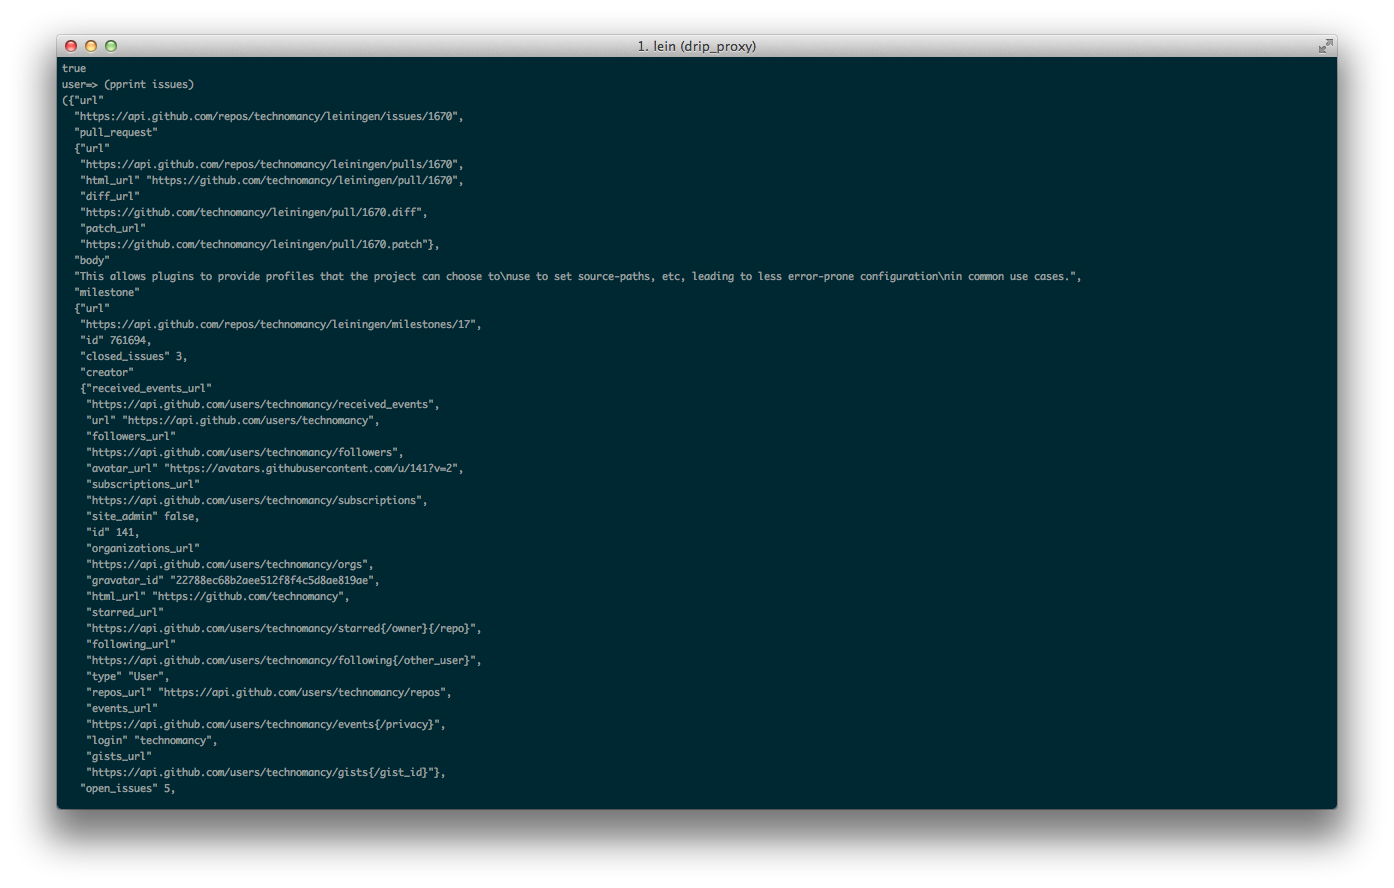 1. lein (drip_proxy)
true
user=> (pprint issues)
({"url"
  "https://api.github.com/repos/technomancy/leiningen/issues/1670",
  "pull_request"
  {"url"
   "https://api.github.com/repos/technomancy/leiningen/pulls/1670",
   "html_url" "https://github.com/technomancy/leiningen/pull/1670",
   "diff_url"
   "https://github.com/technomancy/leiningen/pull/1670.diff",
   "patch_url"
   "https://github.com/technomancy/leiningen/pull/1670.patch"},
  "body"
  "This allows plugins to provide profiles that the project can choose to\nuse to set source-paths, etc, leading to less error-prone configuration\nin common use cases.",
  "milestone"
  {"url"
   "https://api.github.com/repos/technomancy/leiningen/milestones/17",
   "id" 761694,
   "closed_issues" 3,
   "creator"
   {"received_events_url"
    "https://api.github.com/users/technomancy/received_events",
    "url" "https://api.github.com/users/technomancy",
    "followers_url"
    "https://api.github.com/users/technomancy/followers",
    "avatar_url" "https://avatars.githubusercontent.com/u/141?v=2",
    "subscriptions_url"
    "https://api.github.com/users/technomancy/subscriptions",
    "site_admin" false,
    "id" 141,
    "organizations_url"
    "https://api.github.com/users/technomancy/orgs",
    "gravatar_id" "22788ec68b2aee512f8f4c5d8ae819ae",
    "html_url" "https://github.com/technomancy",
    "starred_url"
    "https://api.github.com/users/technomancy/starred{/owner}{/repo}",
    "following_url"
    "https://api.github.com/users/technomancy/following{/other_user}",
    "type" "User",
    "repos_url" "https://api.github.com/users/technomancy/repos",
    "events_url"
    "https://api.github.com/users/technomancy/events{/privacy}",
    "login" "technomancy",
    "gists_url"
    "https://api.github.com/users/technomancy/gists{/gist_id}"},
   "open_issues" 5,